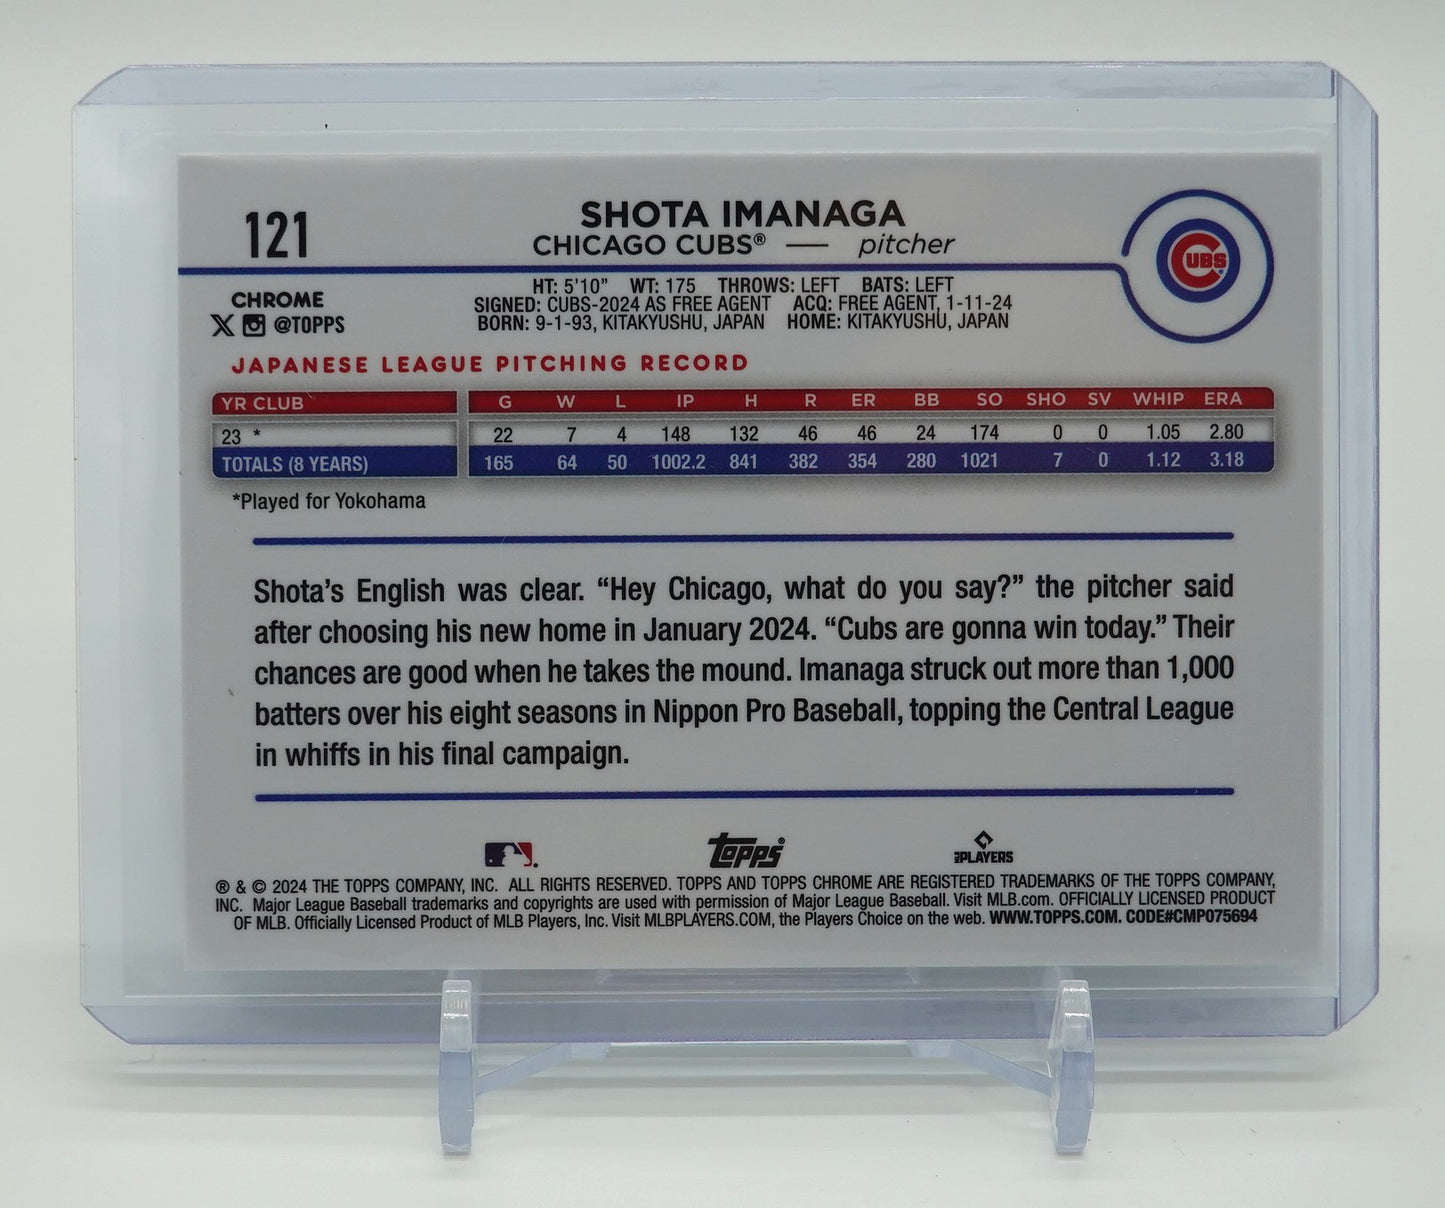 121
SHOTA IMANAGA
CHICAGO CUBS® — pitcher
CUBS
HT: 5'10" WT: 175 THROWS: LEFT BATS: LEFT
SIGNED: CUBS-2024 AS FREE AGENT ACQ: FREE AGENT, 1-11-24
BORN: 9-1-93, KITAKYUSHU, JAPAN HOME: KITAKYUSHU, JAPAN
CHROME
@TOPPS
JAPANESE LEAGUE PITCHING RECORD
YR CLUB G W L IP H R ER BB SO SHO SV WHIP ERA
23 * 22 7 4 148 132 46 46 24 174 0 0 1.05 2.80
TOTALS (8 YEARS) 165 64 50 1002.2 841 382 354 280 1021 7 0 1.12 3.18
*Played for Yokohama
Shota's English was clear. “Hey Chicago, what do you say?” the pitcher said
after choosing his new home in January 2024. “Cubs are gonna win today.” Their
chances are good when he takes the mound. Imanaga struck out more than 1,000
batters over his eight seasons in Nippon Pro Baseball, topping the Central League
in whiffs in his final campaign.
topps
MLB PLAYERS
® & © 2024 THE TOPPS COMPANY, INC. ALL RIGHTS RESERVED. TOPPS AND TOPPS CHROME ARE REGISTERED TRADEMARKS OF THE TOPPS COMPANY,
INC. Major League Baseball trademarks and copyrights are used with permission of Major League Baseball. Visit MLB.com. OFFICIALLY LICENSED PRODUCT
OF MLB. Officially Licensed Product of MLB Players, Inc. Visit MLBPLAYERS.COM, the Players Choice on the web. WWW.TOPPS.COM. CODE#CMP075694